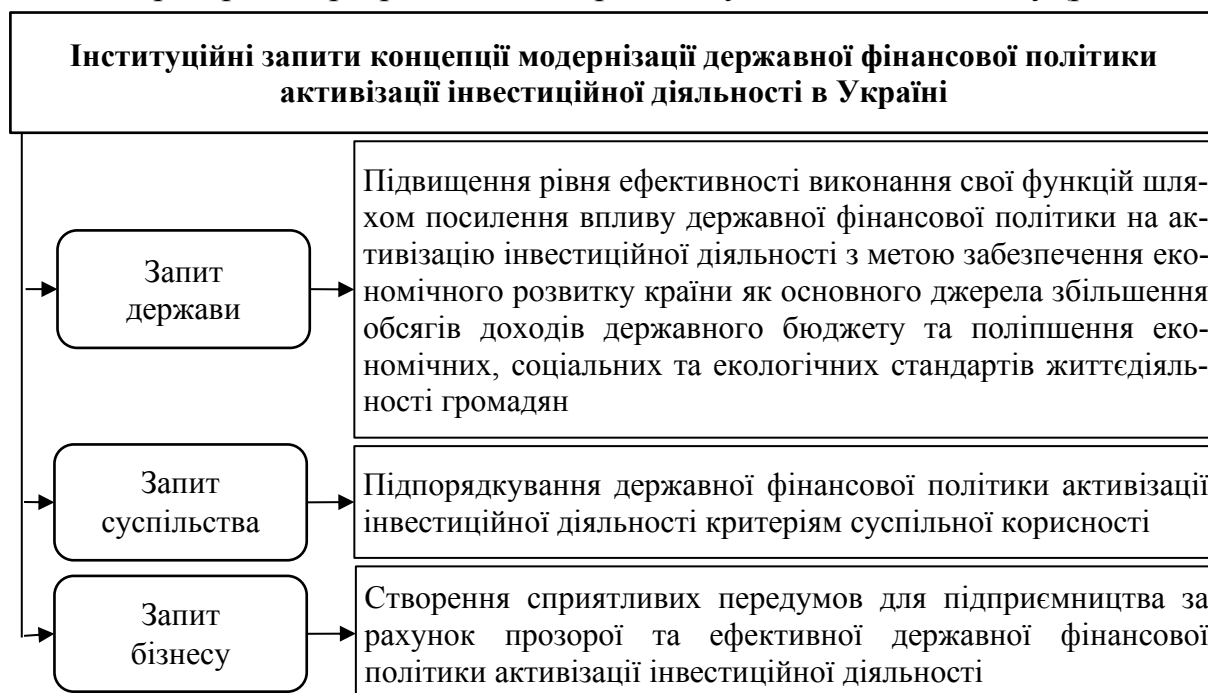 Інституційні запити концепції модернізації державної фінансової політики
активізації інвестиційної діяльності в Україні
Запит
держави
Підвищення рівня ефективності виконання свої функцій шля-
хом посилення впливу державної фінансової політики на ак-
тивізацію інвестиційної діяльності з метою забезпечення еко-
номічного розвитку країни як основного джерела збільшення
обсягів доходів державного бюджету та поліпшення еко-
номічних, соціальних та екологічних стандартів життєдіяль-
ності громадян
Запит
суспільства
Підпорядкування державної фінансової політики активізації
інвестиційної діяльності критеріям суспільної корисності
Запит
бізнесу
Створення сприятливих передумов для підприємництва за
рахунок прозорої та ефективної державної фінансової
політики активізації інвестиційної діяльності